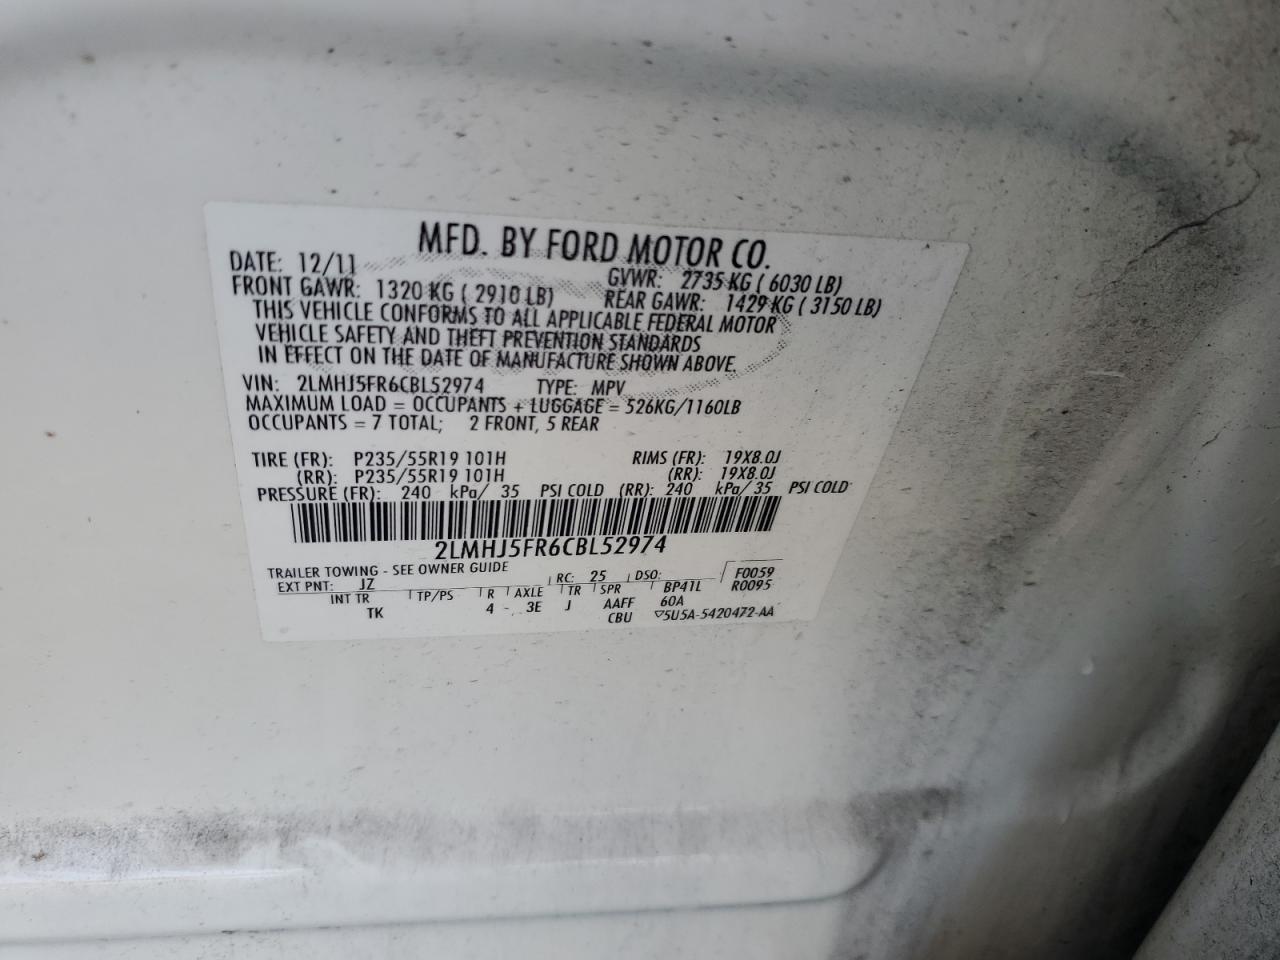 MFD. BY FORD MOTOR CO.
DATE: 12/11 GVWR: 2735 KG ( 6030 LB)
FRONT GAWR: 1320 KG ( 2910 LB) REAR GAWR: 1429 KG ( 3150 LB)
THIS VEHICLE CONFORMS TO ALL APPLICABLE FEDERAL MOTOR
VEHICLE SAFETY AND THEFT PREVENTION STANDARDS
IN EFFECT ON THE DATE OF MANUFACTURE SHOWN ABOVE.
VIN: 2LMHJ5FR6CBL52974 TYPE: MPV
MAXIMUM LOAD = OCCUPANTS + LUGGAGE = 526KG/1160LB
OCCUPANTS = 7 TOTAL; 2 FRONT, 5 REAR
TIRE (FR): P235/55R19 101H RIMS (FR): 19X8.0J
(RR): P235/55R19 101H (RR): 19X8.0J
PRESSURE (FR): 240 kPa/ 35 PSI COLD (RR): 240 kPa/ 35 PSI COLD
2LMHJ5FR6CBL52974
TRAILER TOWING - SEE OWNER GUIDE
EXT PNT: JZ RC: 25 DSO: F0059
INT TR TP/PS R AXLE TR SPR BP41L R0095
TK 4 - 3E J AAFF 60A
CBU ▽5U5A-5420472-AA